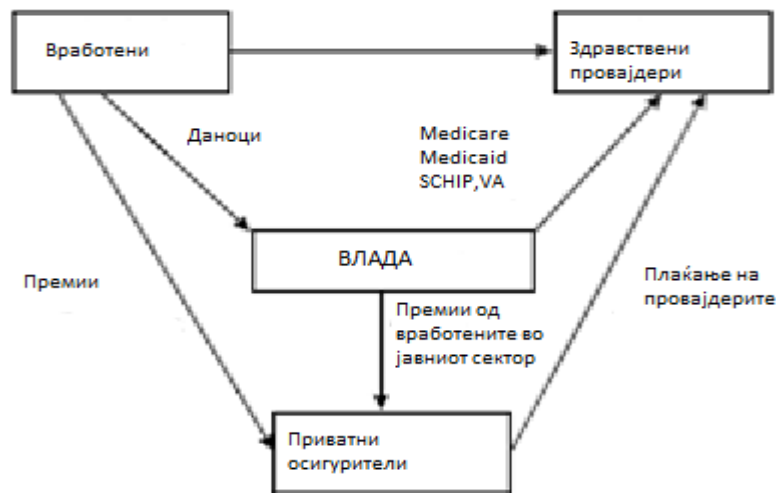 Вработени
Здравствени
провајдери
Даноци
Medicare
Medicaid
SCHIP,VA
ВЛАДА
Премии
Плаќање на
провајдерите
Премии од
вработените во
јавниот сектор
Приватни
осигурители